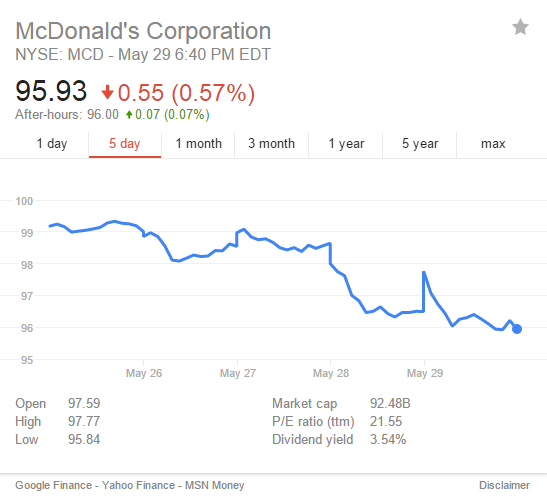 McDonald's Corporation
NYSE: MCD - May 29 6:40 PM EDT
95.93 0.55 (0.57%)
After-hours: 96.00 0.07 (0.07%)
1 day 5 day 1 month 3 month 1 year 5 year max
100
99
98
97
96
95
May 26 May 27 May 28 May 29
Open 97.59 Market cap 92.48B
High 97.77 P/E ratio (ttm) 21.55
Low 95.84 Dividend yield 3.54%
Google Finance - Yahoo Finance - MSN Money Disclaimer